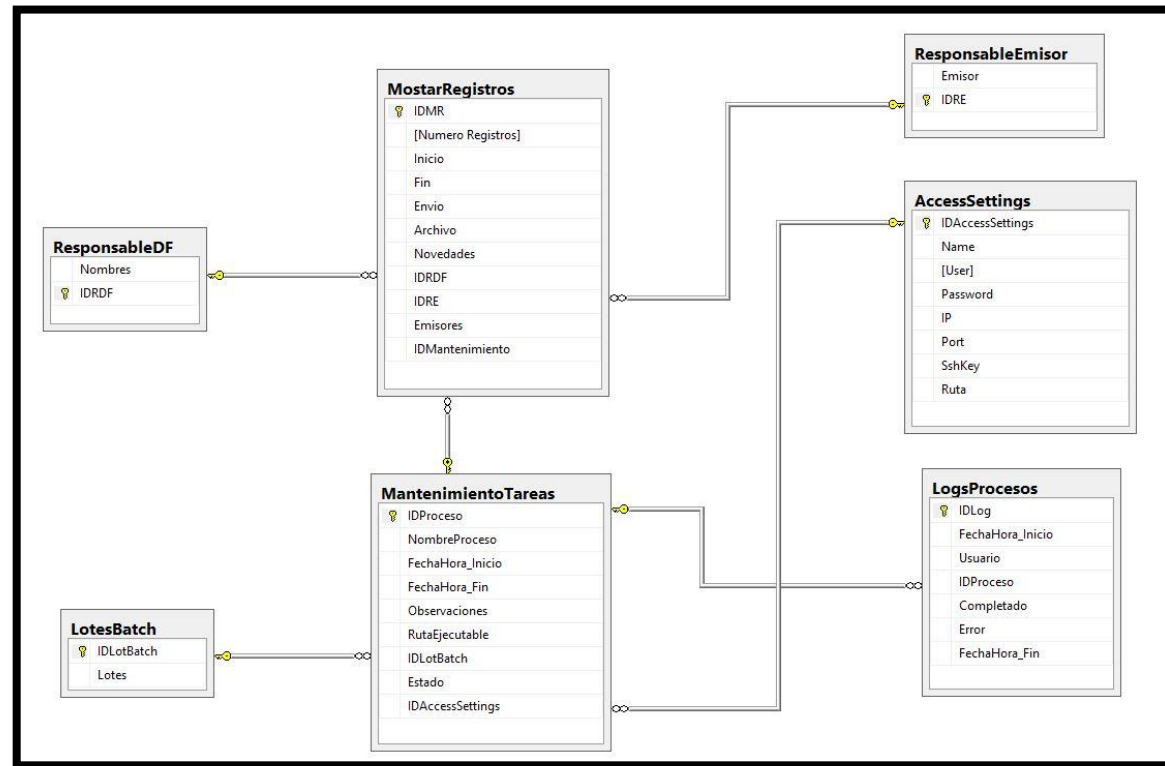 MostarRegistros
IDMR
[Numero Registros]
Inicio
Fin
Envio
Archivo
Novedades
IDRDF
IDRE
Emisores
IDMantenimiento
ResponsableEmisor
Emisor
IDRE
AccessSettings
IDAccessSettings
Name
[User]
Password
IP
Port
SshKey
Ruta
ResponsableDF
Nombres
IDRDF
MantenimientoTareas
IDProceso
NombreProceso
FechaHora_Inicio
FechaHora_Fin
Observaciones
RutaEjecutable
IDLotBatch
Estado
IDAccessSettings
LogsProcesos
IDLog
FechaHora_Inicio
Usuario
IDProceso
Completado
Error
FechaHora_Fin
LotesBatch
IDLotBatch
Lotes